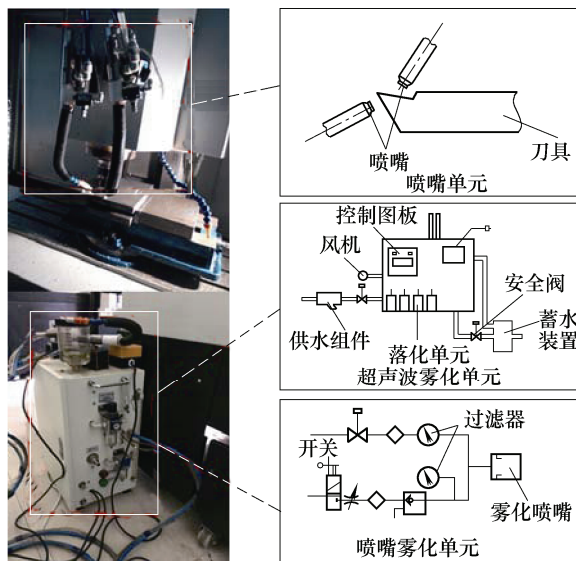 刀具
喷嘴
喷嘴单元
控制图板
风机
安全阀
蓄水
装置
供水组件
落化单元
超声波雾化单元
过滤器
开关
雾化喷嘴
喷嘴雾化单元